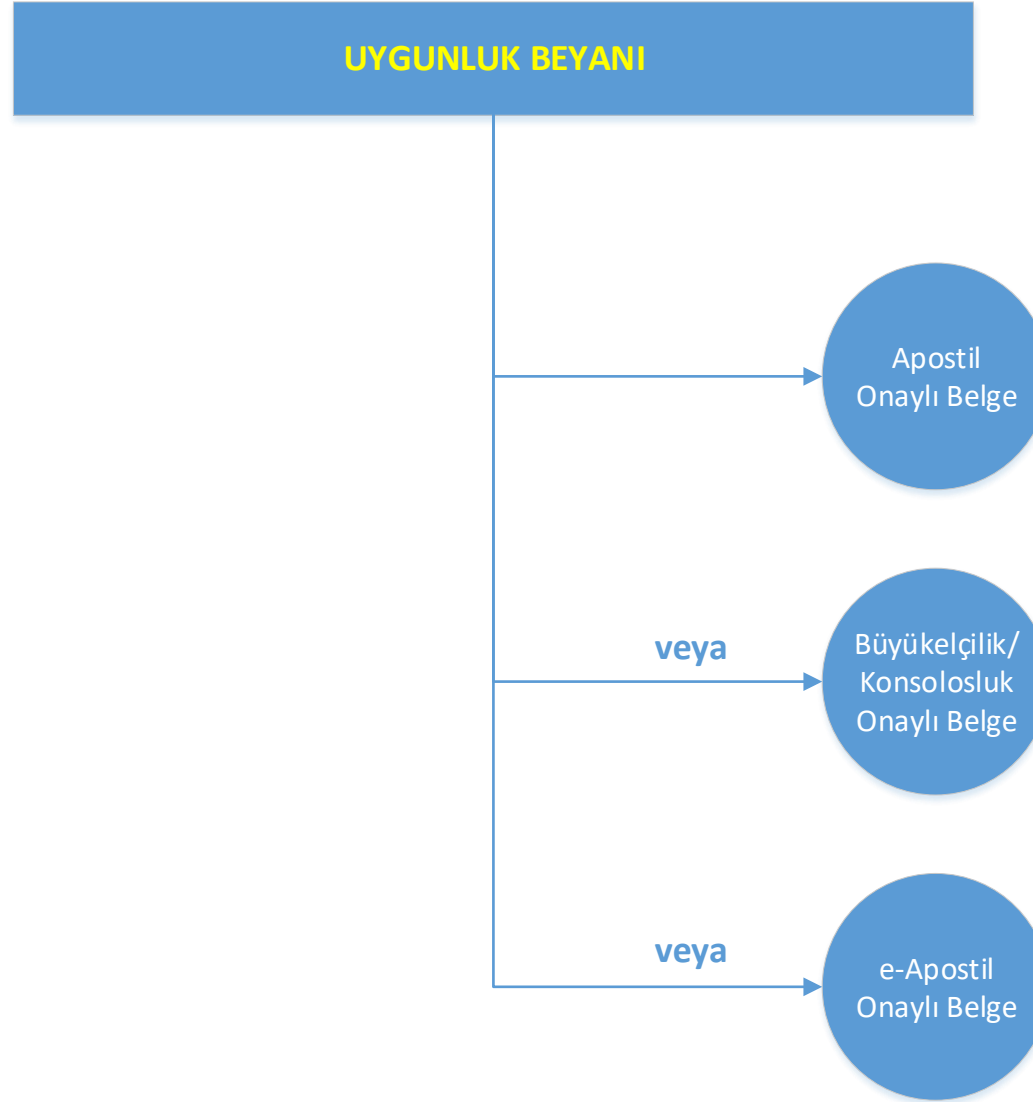 UYGUNLUK BEYANI
Apostil
Onaylı Belge
veya
Büyükelçilik/
Konsolosluk
Onaylı Belge
veya
e-Apostil
Onaylı Belge